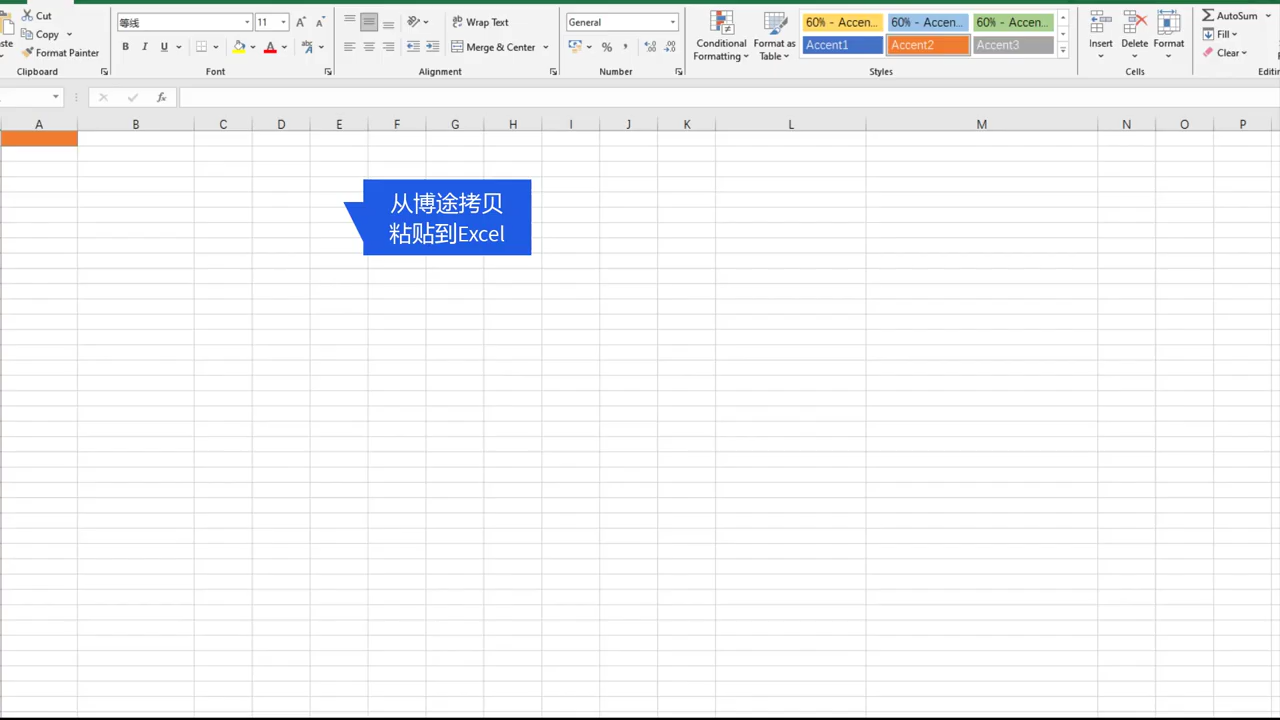 Cut
Copy
Format Painter
Clipboard
等线
11
B I U
A
Font
Wrap Text
Merge & Center
Alignment
General
%
Number
Conditional
Formatting
Format as
Table
60% - Accen...
60% - Accen...
60% - Accen...
Accent1
Accent2
Accent3
Styles
Insert
Delete
Format
Cells
AutoSum
Fill
Clear
fx
A B C D E F G H I J K L M N O P
从博途拷贝
粘贴到Excel